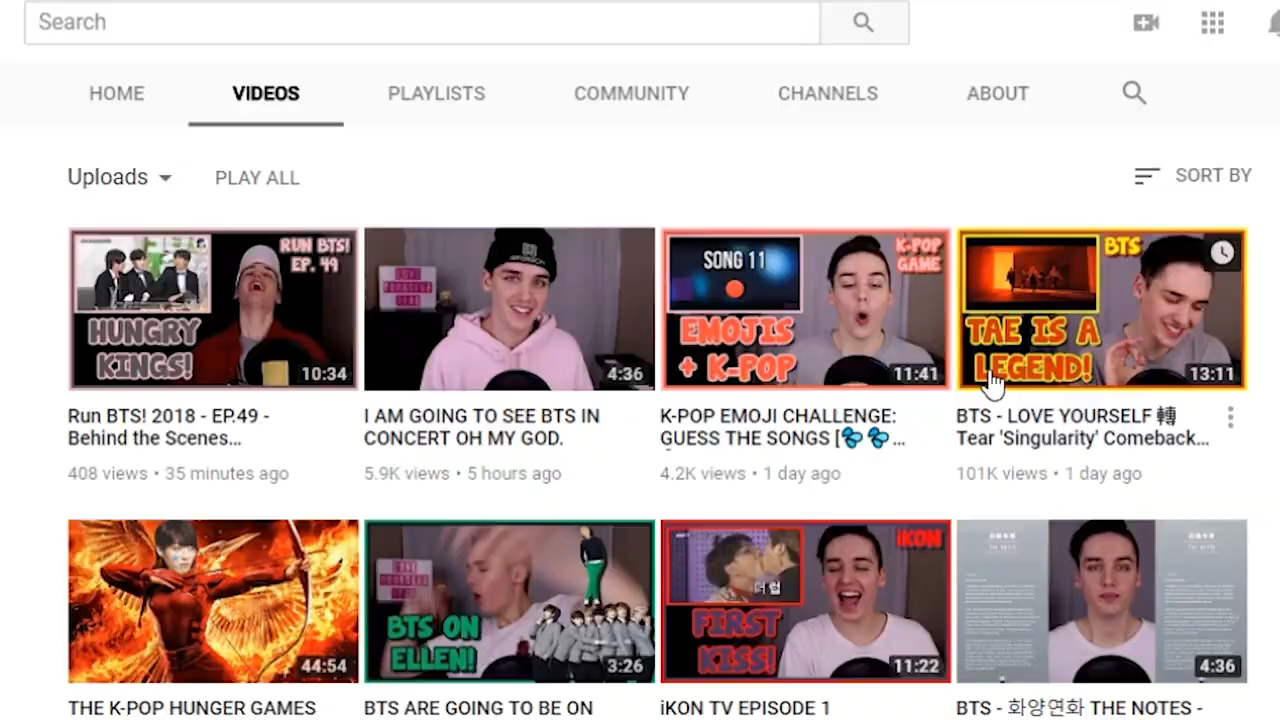 Search
HOME
VIDEOS
PLAYLISTS
COMMUNITY
CHANNELS
ABOUT
Uploads
PLAY ALL
SORT BY
RUN BTS!
EP. 49
HUNGRY
KINGS!
10:34
LOVE
YOURSELF
4:36
SONG 11
K-POP
GAME
EMOJIS
+ K-POP
11:41
BTS
TAE IS A
LEGEND!
13:11
Run BTS! 2018 - EP.49 -
Behind the Scenes...
408 views • 35 minutes ago
I AM GOING TO SEE BTS IN
CONCERT OH MY GOD.
5.9K views • 5 hours ago
K-POP EMOJI CHALLENGE:
GUESS THE SONGS [💦💦...
4.2K views • 1 day ago
BTS - LOVE YOURSELF 轉
Tear 'Singularity' Comeback...
101K views • 1 day ago
44:54
BTS ON
ELLEN!
3:26
iKON
더럽
FIRST
KISS!
11:22
4:36
THE K-POP HUNGER GAMES
BTS ARE GOING TO BE ON
iKON TV EPISODE 1
BTS - 화양연화 THE NOTES -